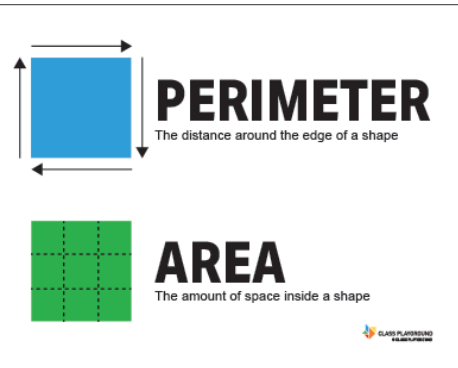 PERIMETER
The distance around the edge of a shape
AREA
The amount of space inside a shape
CLASS PLAYGROUND